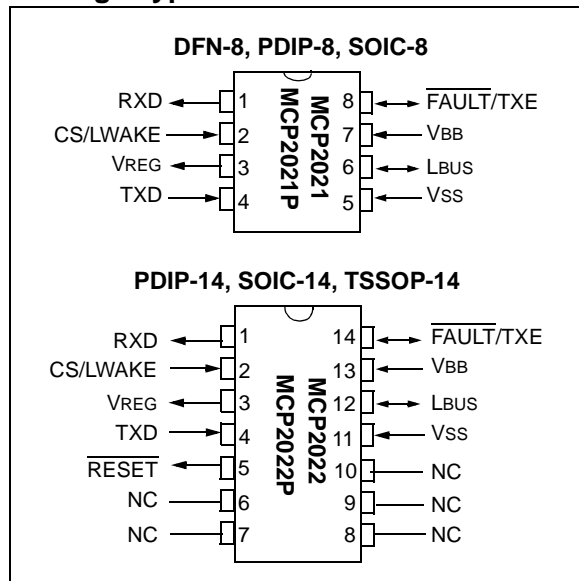 DFN-8, PDIP-8, SOIC-8
RXD 1 8 FAULT/TXE
CS/LWAKE 2 7 VBB
VREG 3 6 LBUS
TXD 4 5 VSS
MCP2021
MCP2021P
PDIP-14, SOIC-14, TSSOP-14
RXD 1 14 FAULT/TXE
CS/LWAKE 2 13 VBB
VREG 3 12 LBUS
TXD 4 11 VSS
RESET 5 10 NC
NC 6 9 NC
NC 7 8 NC
MCP2022
MCP2022P